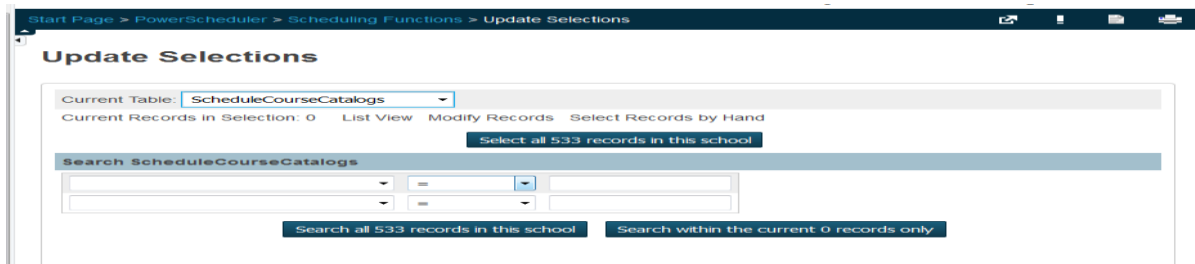 Start Page > PowerScheduler > Scheduling Functions > Update Selections
Update Selections
Current Table: ScheduleCourseCatalogs
Current Records in Selection: 0 List View Modify Records Select Records by Hand
Select all 533 records in this school
Search ScheduleCourseCatalogs
=
=
Search all 533 records in this school Search within the current 0 records only